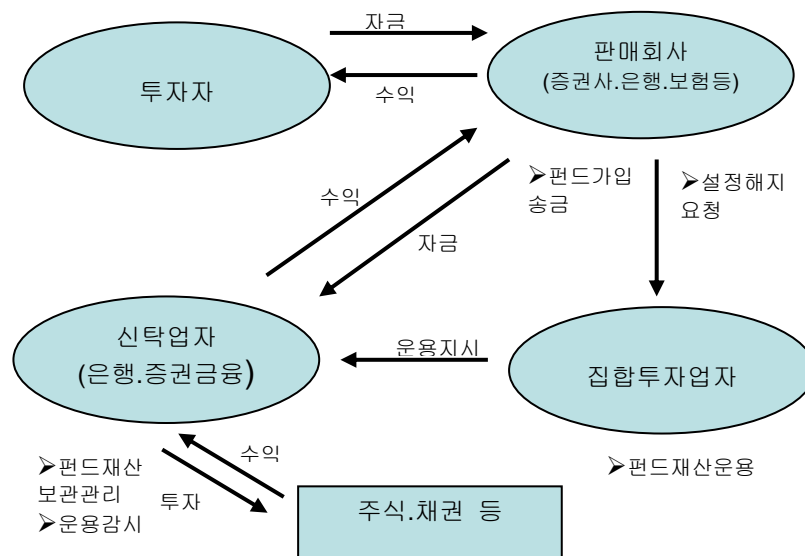 자금
투자자
판매회사
(증권사.은행.보험등)
수익
수익
자금
➢펀드가입
송금
➢설정해지
요청
신탁업자
(은행.증권금융)
운용지시
집합투자업자
➢펀드재산
보관관리
➢운용감시
수익
투자
➢펀드재산운용
주식.채권 등